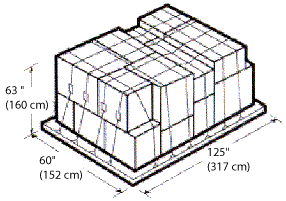 63 "
(160 cm)
60"
(152 cm)
125"
(317 cm)